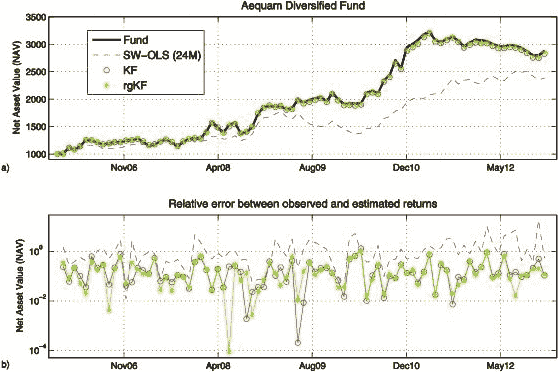 Aequam Diversified Fund
Net Asset Value (NAV)
3500
3000
2500
2000
1500
1000
Fund
SW-OLS (24M)
KF
rgKF
Nov06
Apr08
Aug09
Dec10
May12
a)
Relative error between observed and estimated returns
Net Asset Value (NAV)
10^0
10^-2
10^-4
Nov06
Apr08
Aug09
Dec10
May12
b)